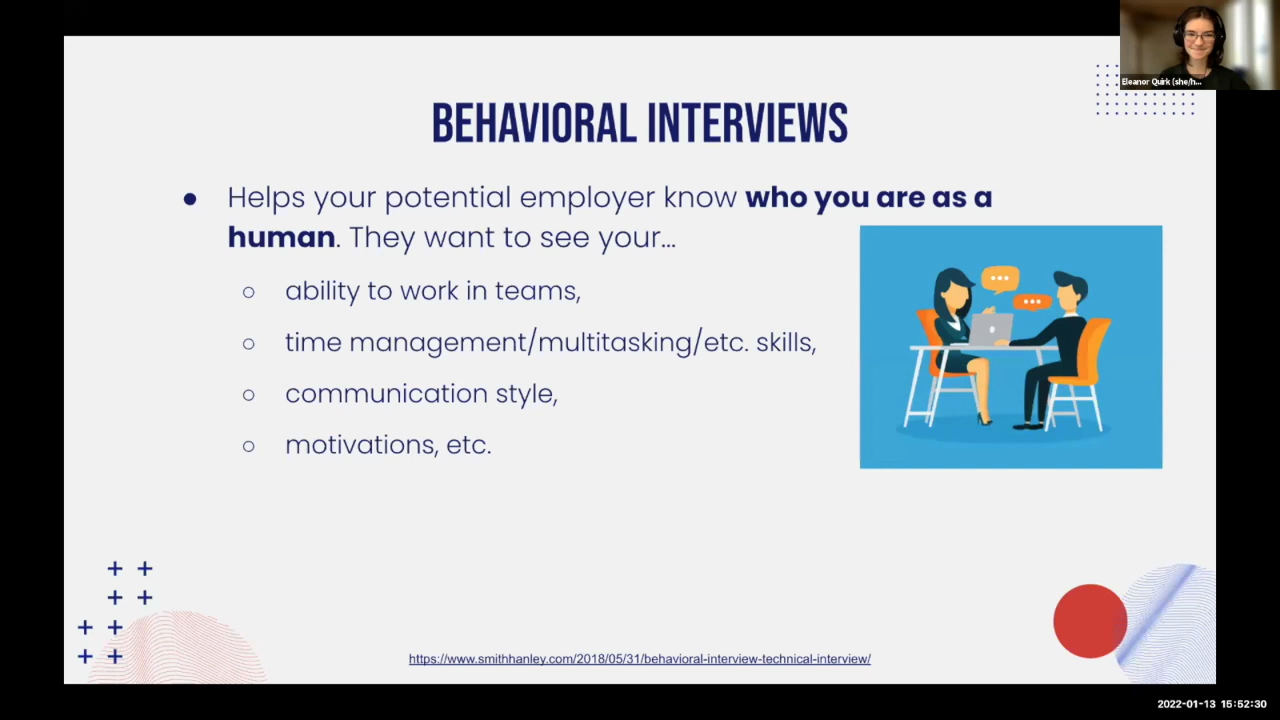 Eleanor Quirk (she/h...
BEHAVIORAL INTERVIEWS
● Helps your potential employer know who you are as a
human. They want to see your...
○ ability to work in teams,
○ time management/multitasking/etc. skills,
○ communication style,
○ motivations, etc.
https://www.smithhanley.com/2018/05/31/behavioral-interview-technical-interview/
2022-01-13 15:52:30